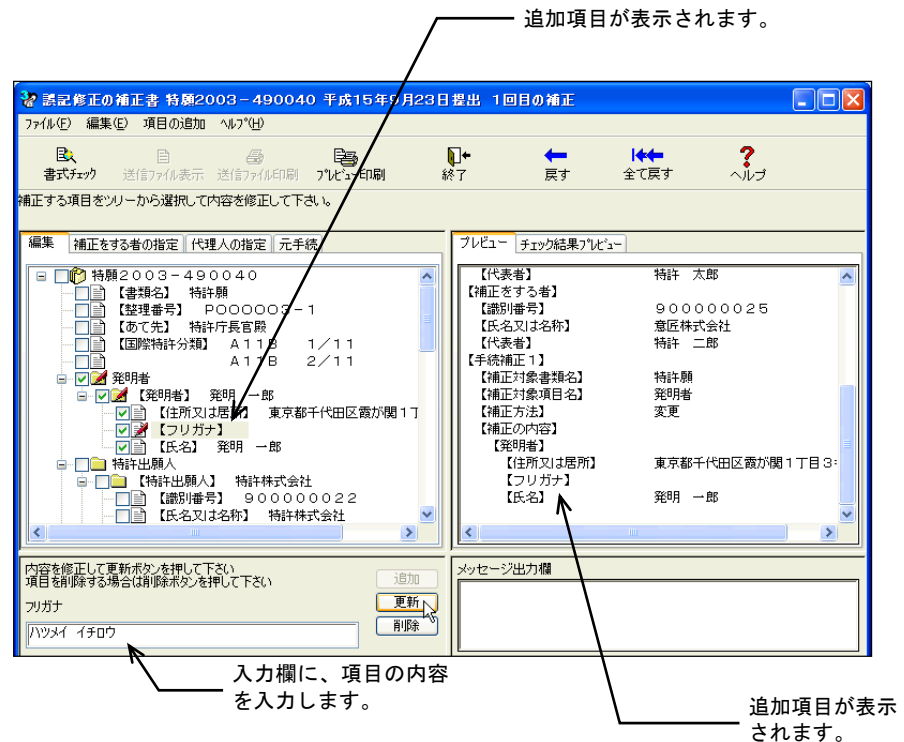 追加項目が表示されます。
誤記修正の補正書 特願2003-490040 平成15年9月23日提出 1回目の補正
ファイル(F) 編集(E) 項目の追加 ヘルプ(H)
書式チェック 送信ファイル表示 送信ファイル印刷 プレビュー印刷 終了 戻す 全て戻す ヘルプ
補正する項目をツリーから選択して内容を修正して下さい。
編集 補正をする者の指定 代理人の指定 元手続
特願2003-490040
【書類名】 特許願
【整理番号】 P000003-1
【あて先】 特許庁長官殿
【国際特許分類】 A11B 1/11
A11B 2/11
発明者
【発明者】 発明 一郎
【住所又は居所】 東京都千代田区霞が関1丁
【フリガナ】
【氏名】 発明 一郎
特許出願人
【特許出願人】 特許株式会社
【識別番号】 900000022
【氏名又は名称】 特許株式会社
プレビュー チェック結果プレビュー
【代表者】 特許 太郎
【補正をする者】
【識別番号】 900000025
【氏名又は名称】 意匠株式会社
【代表者】 特許 二郎
【手続補正1】
【補正対象書類名】 特許願
【補正対象項目名】 発明者
【補正方法】 変更
【補正の内容】
【発明者】
【住所又は居所】 東京都千代田区霞が関1丁目3
【フリガナ】
【氏名】 発明 一郎
内容を修正して更新ボタンを押して下さい
項目を削除する場合は削除ボタンを押して下さい
追加
フリガナ
更新
ハツメイ イチロウ
削除
メッセージ出力欄
入力欄に、項目の内容
を入力します。
追加項目が表示
されます。